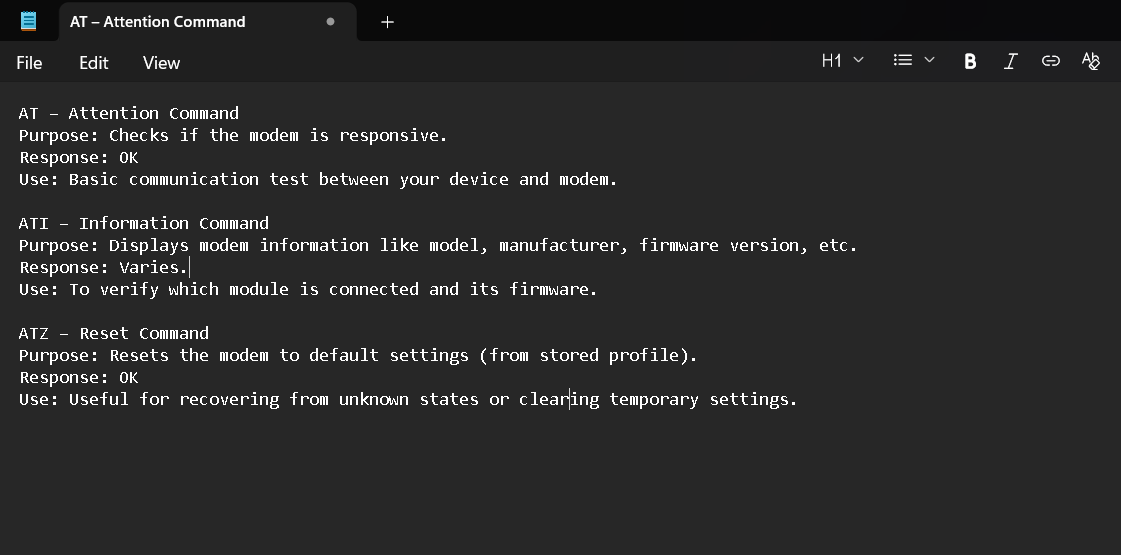 AT – Attention Command
File Edit View H1 B I A
AT – Attention Command
Purpose: Checks if the modem is responsive.
Response: OK
Use: Basic communication test between your device and modem.
ATI – Information Command
Purpose: Displays modem information like model, manufacturer, firmware version, etc.
Response: Varies.
Use: To verify which module is connected and its firmware.
ATZ – Reset Command
Purpose: Resets the modem to default settings (from stored profile).
Response: OK
Use: Useful for recovering from unknown states or clearing temporary settings.